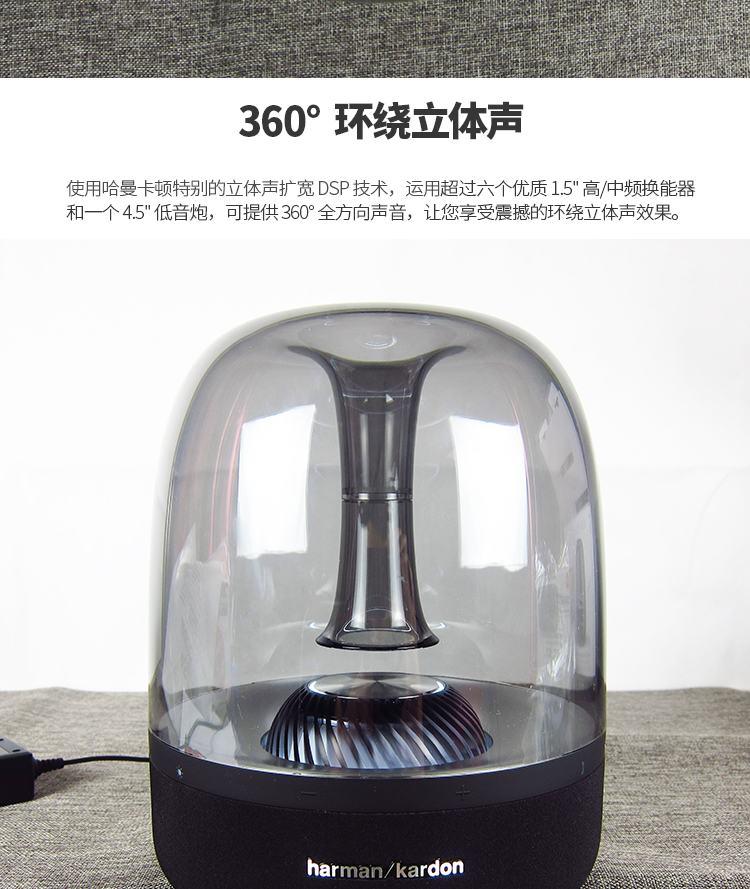 360° 环绕立体声
使用哈曼卡顿特别的立体声扩宽 DSP 技术，运用超过六个优质 1.5" 高/中频换能器
和一个 4.5" 低音炮，可提供 360° 全方向声音，让您享受震撼的环绕立体声效果。
− +
harman/kardon